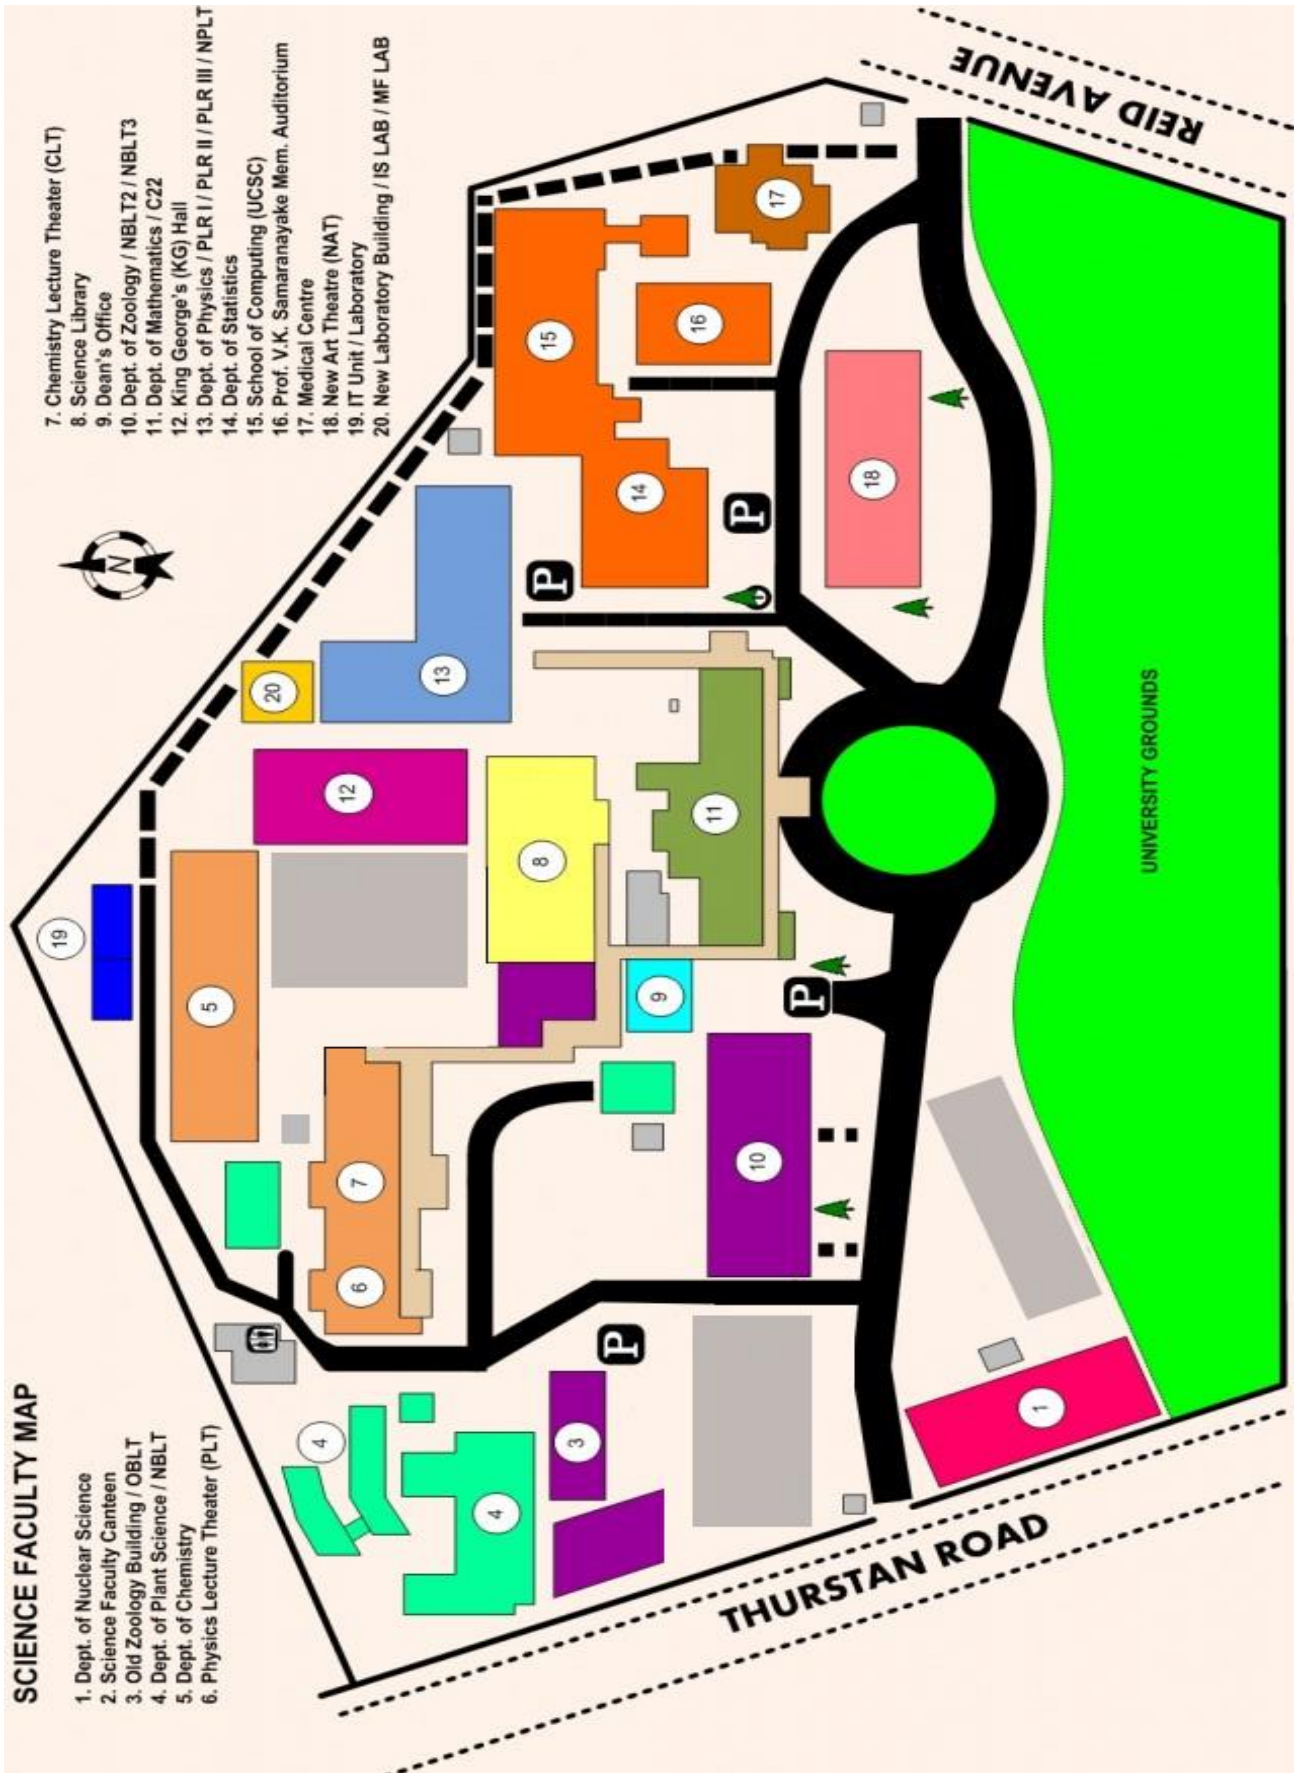 SCIENCE FACULTY MAP
1. Dept. of Nuclear Science
2. Science Faculty Canteen
3. Old Zoology Building / OBLT
4. Dept. of Plant Science / NBLT
5. Dept. of Chemistry
6. Physics Lecture Theater (PLT)
7. Chemistry Lecture Theater (CLT)
8. Science Library
9. Dean's Office
10. Dept. of Zoology / NBLT2 / NBLT3
11. Dept. of Mathematics / C22
12. King George's (KG) Hall
13. Dept. of Physics / PLR I / PLR II / PLR III / NPLT
14. Dept. of Statistics
15. School of Computing (UCSC)
16. Prof. V.K. Samaranayake Mem. Auditorium
17. Medical Centre
18. New Art Theatre (NAT)
19. IT Unit / Laboratory
20. New Laboratory Building / IS LAB / MF LAB
N
19
5
20
12
13
4
7
6
8
15
4
3
P
P
14
9
11
16
17
P
10
P
P
18
1
UNIVERSITY GROUNDS
THURSTAN ROAD
REID AVENUE